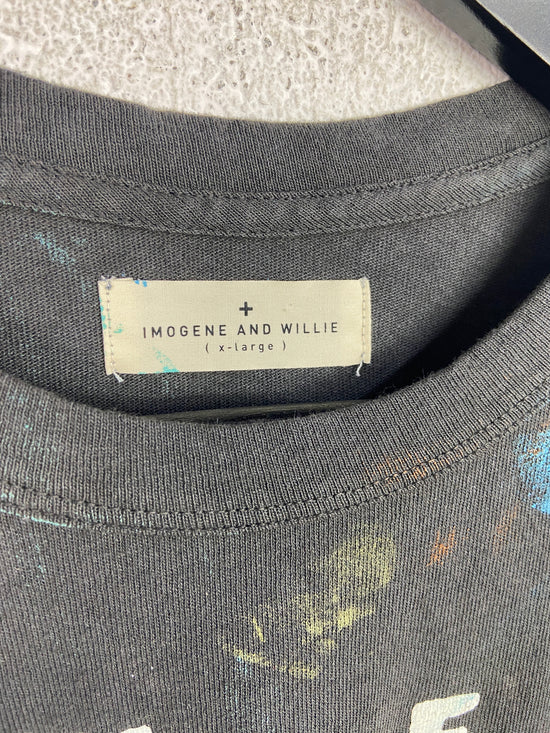 +
IMOGENE AND WILLIE
( x-large )